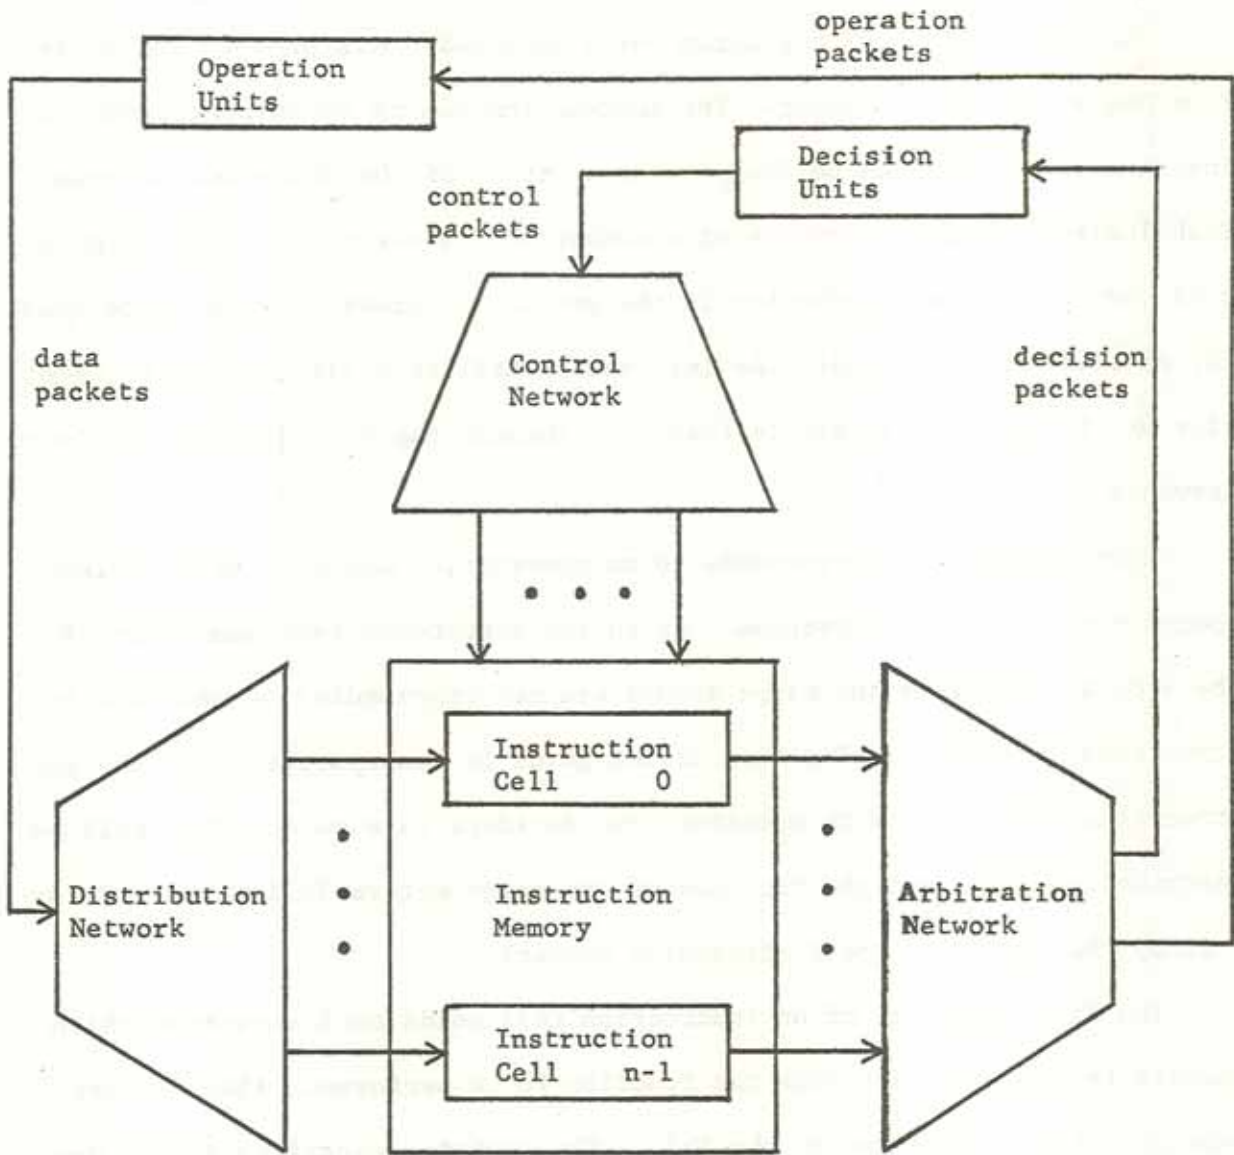 operation
packets
Operation
Units
Decision
Units
control
packets
data
packets
Control
Network
decision
packets
Instruction
Cell 0
Distribution
Network
Instruction
Memory
Arbitration
Network
Instruction
Cell n-1